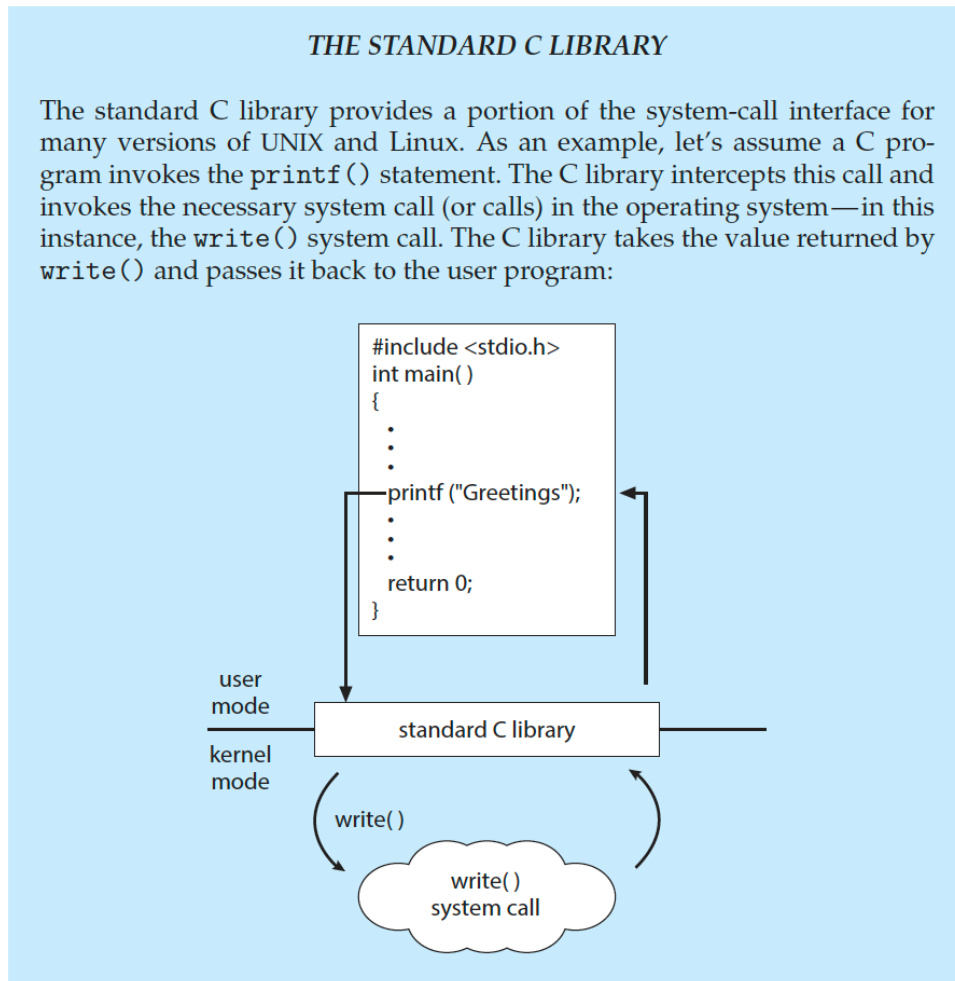 THE STANDARD C LIBRARY
The standard C library provides a portion of the system-call interface for
many versions of UNIX and Linux. As an example, let's assume a C pro-
gram invokes the printf() statement. The C library intercepts this call and
invokes the necessary system call (or calls) in the operating system—in this
instance, the write() system call. The C library takes the value returned by
write() and passes it back to the user program:
#include <stdio.h>
int main( )
{
•
•
•
printf ("Greetings");
•
•
•
return 0;
}
user
mode
standard C library
kernel
mode
write( )
write( )
system call